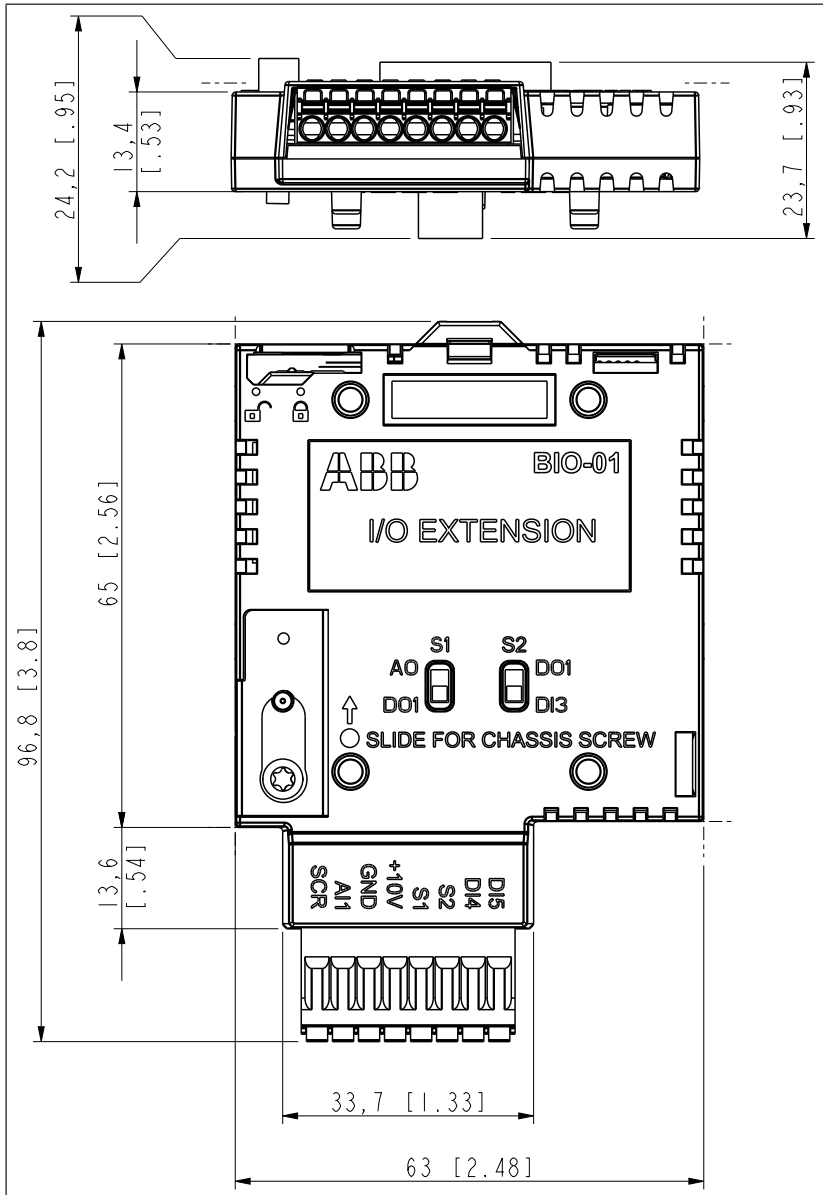 24,2 [.95]
13,4
[.53]
23,7 [.93]
96,8 [3.8]
65 [2.56]
ABB
BIO-01
I/O EXTENSION
S1
S2
AO
DO1
DO1
DI3
SLIDE FOR CHASSIS SCREW
13,6
[.54]
SCR
AI1
GND
+10V
S1
S2
DI4
DI5
33,7 [1.33]
63 [2.48]